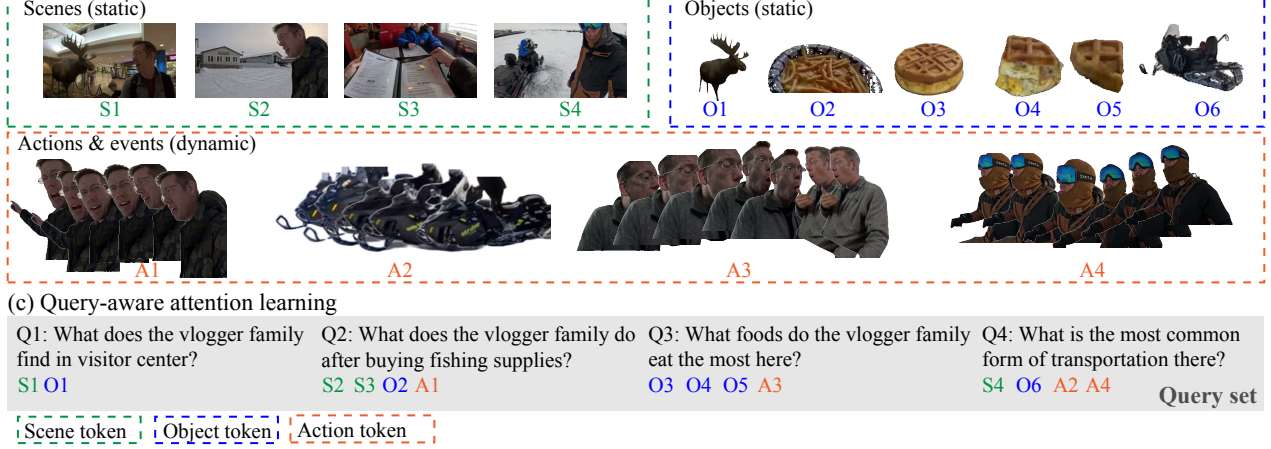 Scenes (static)
Objects (static)
S1
S2
S3
S4
O1
O2
O3
O4
O5
O6
Actions & events (dynamic)
A1
A2
A3
A4
(c) Query-aware attention learning
Q1: What does the vlogger family
find in visitor center?
S1 O1
Q2: What does the vlogger family do
after buying fishing supplies?
S2 S3 O2 A1
Q3: What foods do the vlogger family
eat the most here?
O3 O4 O5 A3
Q4: What is the most common
form of transportation there?
S4 O6 A2 A4
Query set
Scene token
Object token
Action token